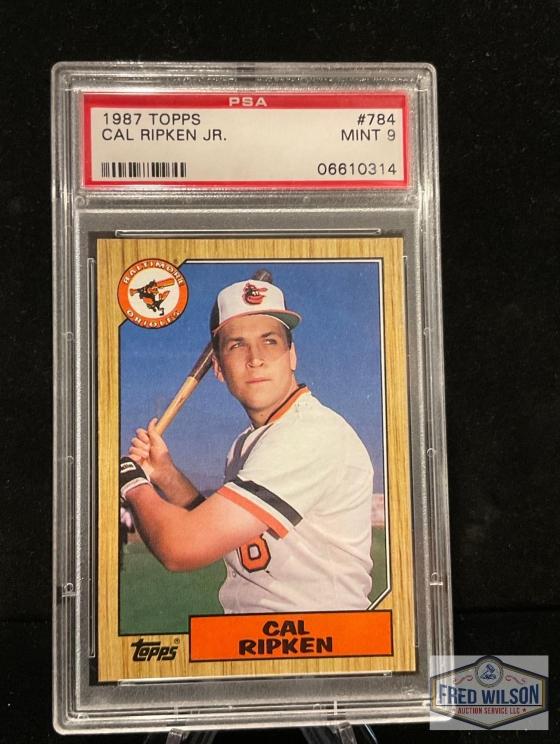 PSA
1987 TOPPS #784
CAL RIPKEN JR. MINT 9
06610314
BALTIMORE
ORIOLES
8
topps®
CAL
RIPKEN
FRED WILSON
AUCTION SERVICE LLC